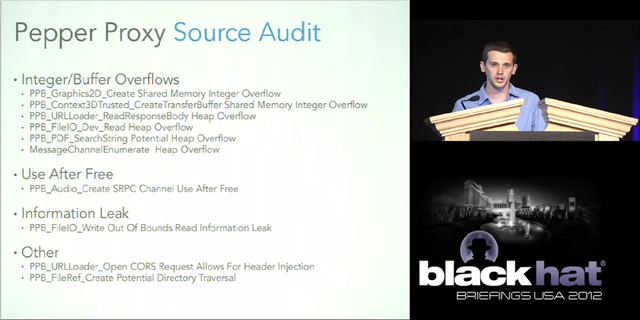 Pepper Proxy Source Audit
• Integer/Buffer Overflows
• PPB_Graphics2D_Create Shared Memory Integer Overflow
• PPB_Context3DTrusted_CreateTransferBuffer Shared Memory Integer Overflow
• PPB_URLLoader_ReadResponseBody Heap Overflow
• PPB_FileIO_Dev_Read Heap Overflow
• PPB_PDF_SearchString Potential Heap Overflow
• MessageChannelEnumerate Heap Overflow
• Use After Free
• PPB_Audio_Create SRPC Channel Use After Free
• Information Leak
• PPB_FileIO_Write Out Of Bounds Read Information Leak
• Other
• PPB_URLLoader_Open CORS Request Allows For Header Injection
• PPB_FileRef_Create Potential Directory Traversal
black hat®
BRIEFINGS USA 2012